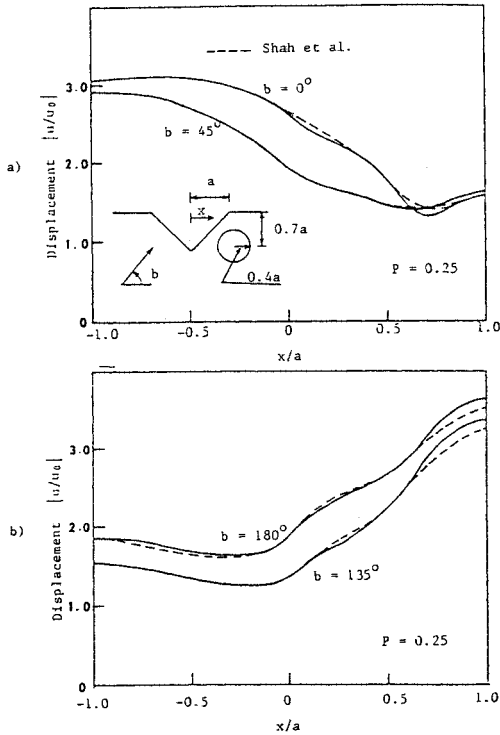 a)
Displacement |u/u₀|
3.0
2.0
1.0
0
Shah et al.
b = 0°
b = 45°
a
x
0.7a
b
0.4a
P = 0.25
-1.0
-0.5
0
0.5
1.0
x/a
b)
Displacement |u/u₀|
3.0
2.0
1.0
0
b = 180°
b = 135°
P = 0.25
-1.0
-0.5
0
0.5
1.0
x/a